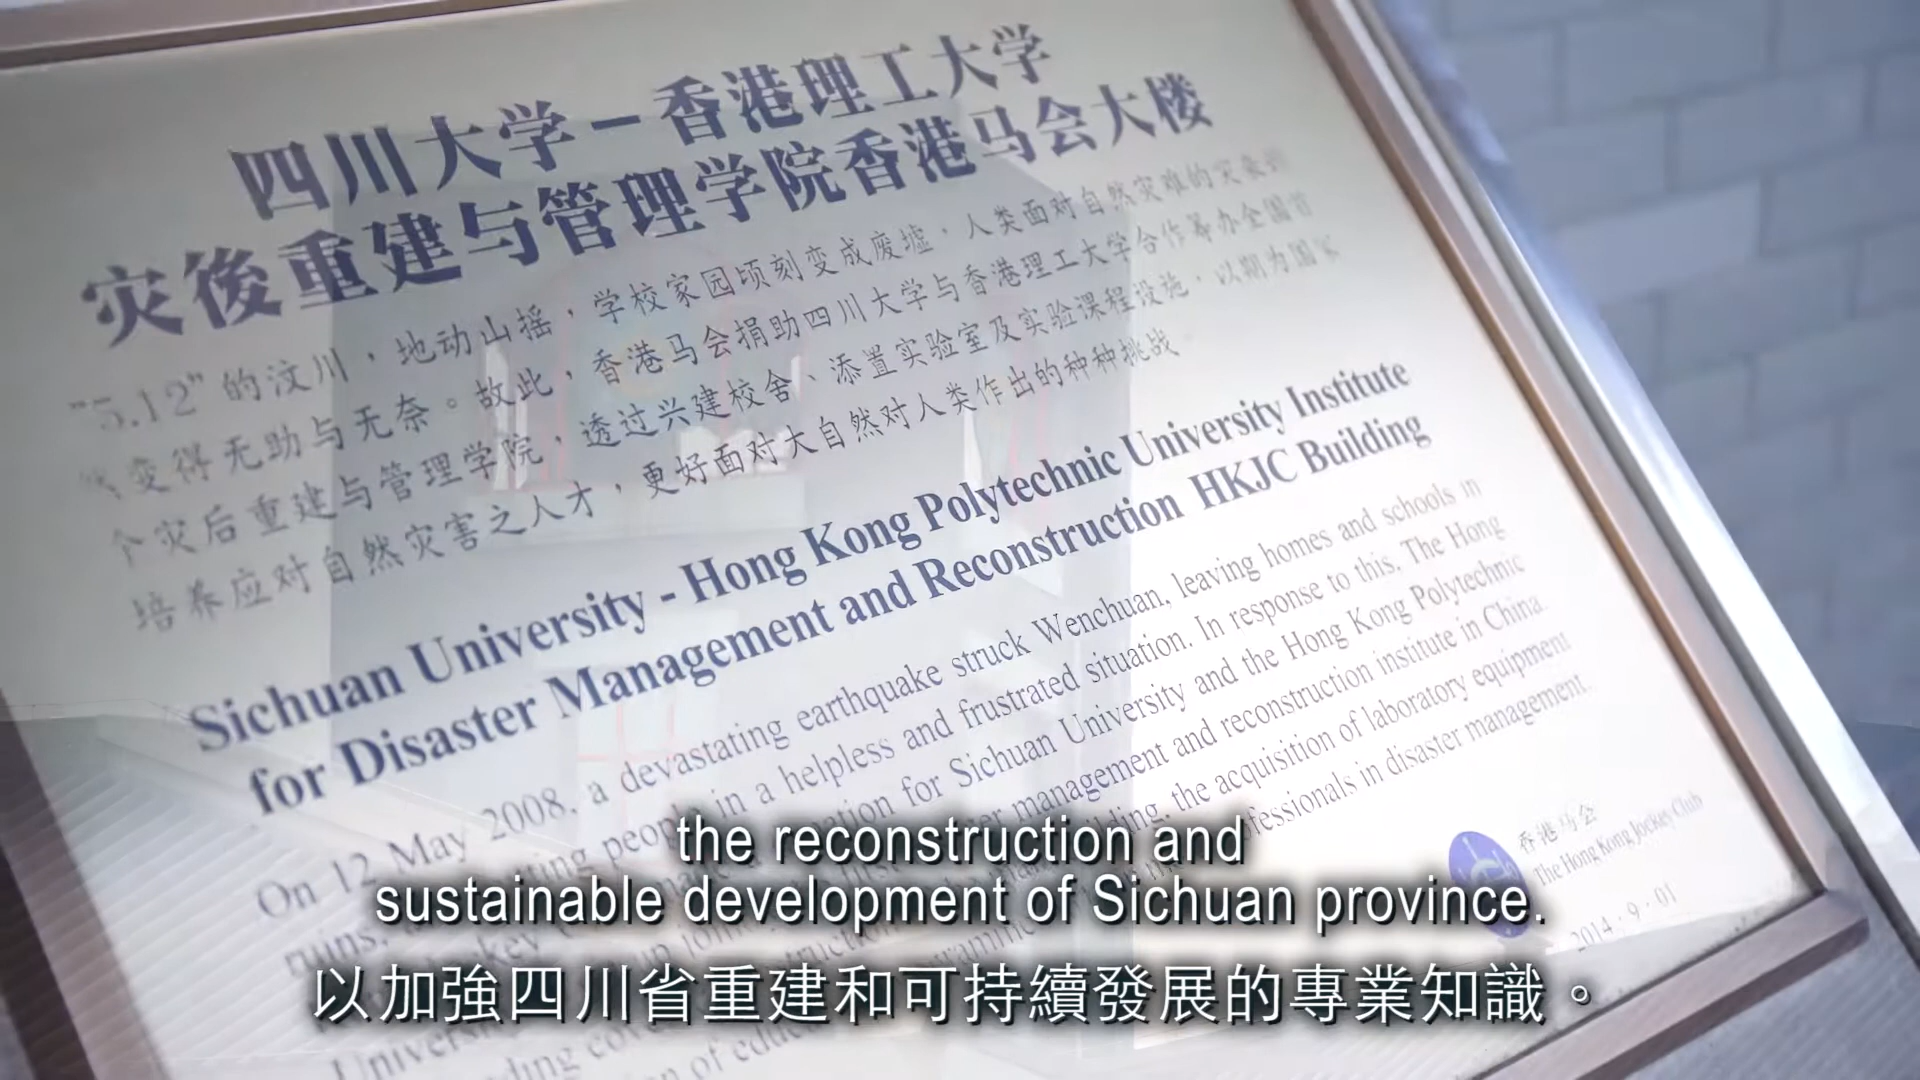 四川大学－香港理工大学
灾後重建与管理学院香港马会大楼
“5.12”的汶川，地动山摇，学校家园顷刻变成废墟，人类面对自然灾难的灾
变得无助与无奈。故此，香港马会捐助四川大学与香港理工大学合作筹办全国首
个灾后重建与管理学院，透过兴建校舍、添置实验室及实验课程设施，以期为国家
培养应对自然灾害之人才，更好面对大自然对人类作出的种种挑战。
Sichuan University - Hong Kong Polytechnic University Institute
for Disaster Management and Reconstruction HKJC Building
On 12 May 2008, a devastating earthquake struck Wenchuan, leaving homes and schools in
ruins, people in a helpless and frustrated situation. In response to this, The Hong
for Sichuan University and the Hong Kong Polytechnic
management and reconstruction institute in China.
the acquisition of laboratory equipment
in disaster management.
香港马会
The Hong Kong Jockey Club
2014·9·01
the reconstruction and
sustainable development of Sichuan province.
以加強四川省重建和可持續發展的專業知識。